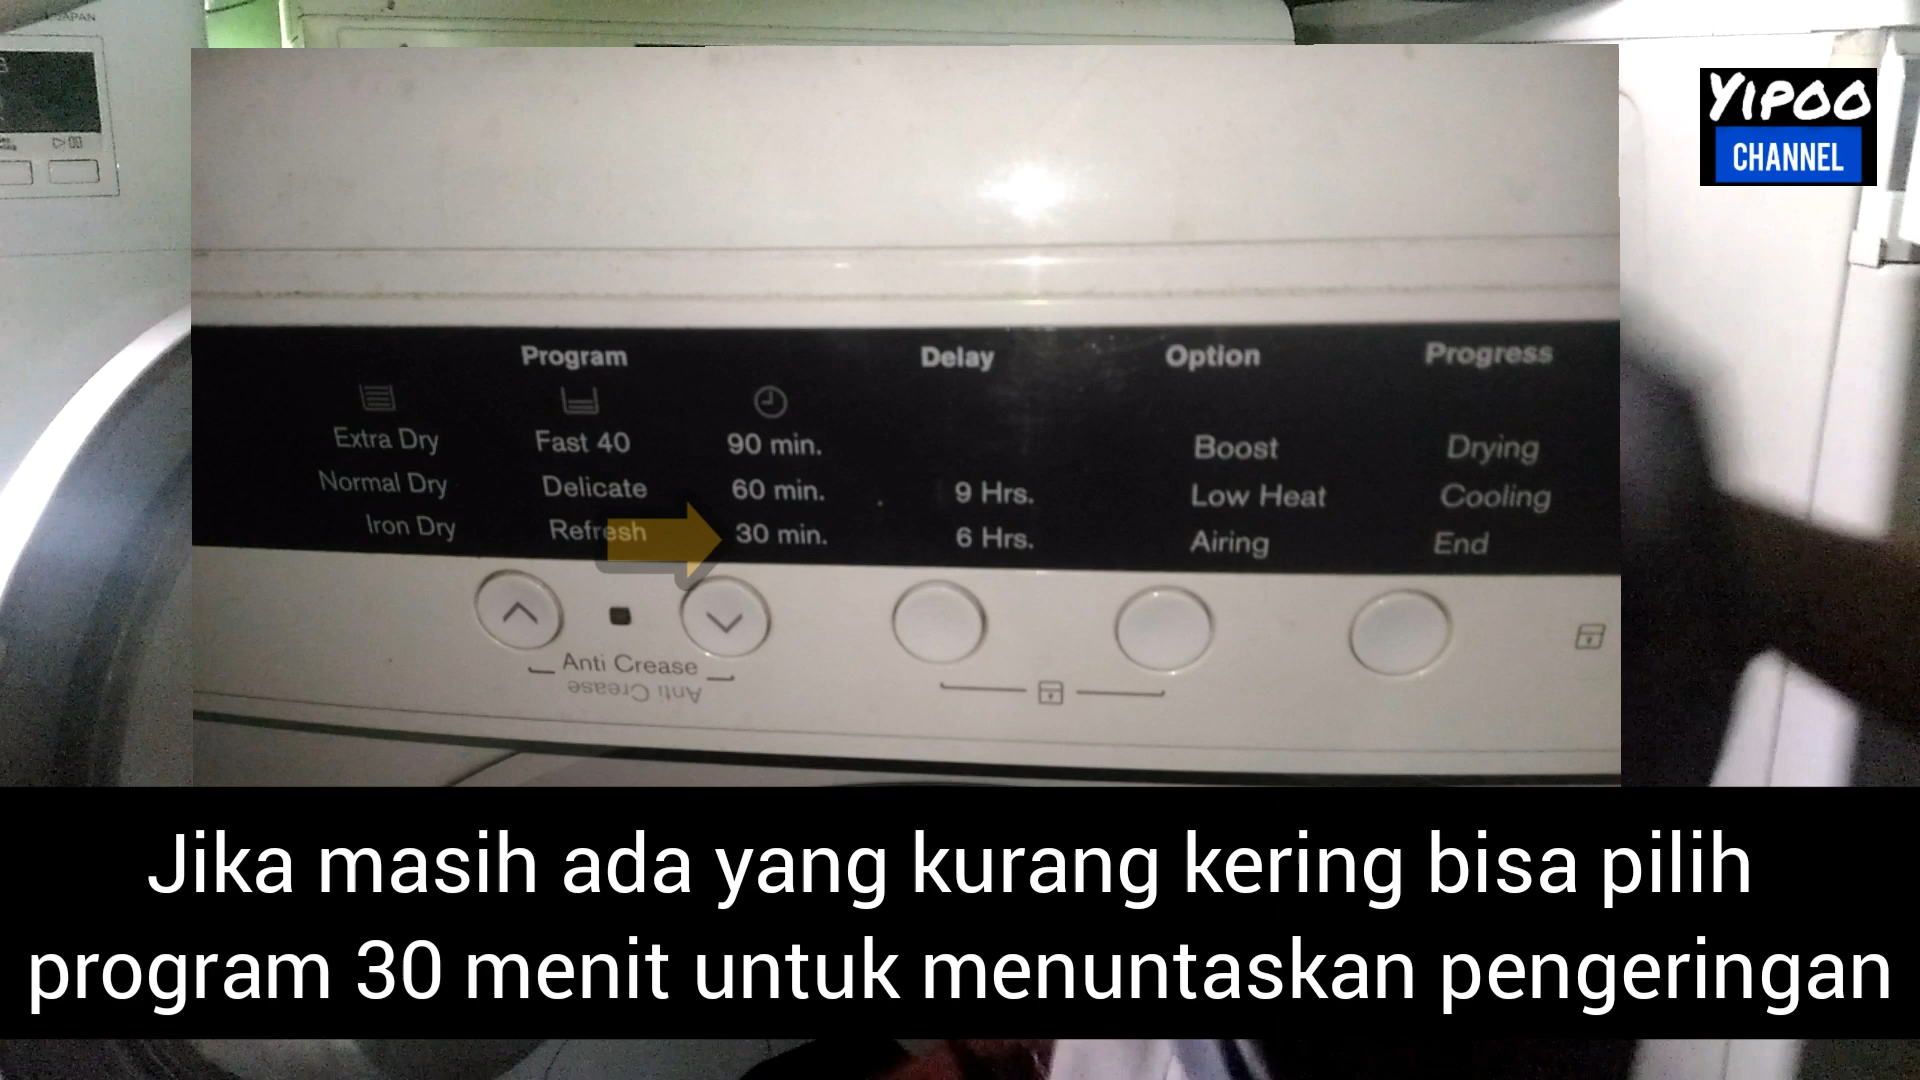 JAPAN
YIPOO
CHANNEL
Program Delay Option Progress
Extra Dry Fast 40 90 min. Boost Drying
Normal Dry Delicate 60 min. 9 Hrs. Low Heat Cooling
Iron Dry Refresh 30 min. 6 Hrs. Airing End
Anti Crease
Anti Crease
Jika masih ada yang kurang kering bisa pilih
program 30 menit untuk menuntaskan pengeringan